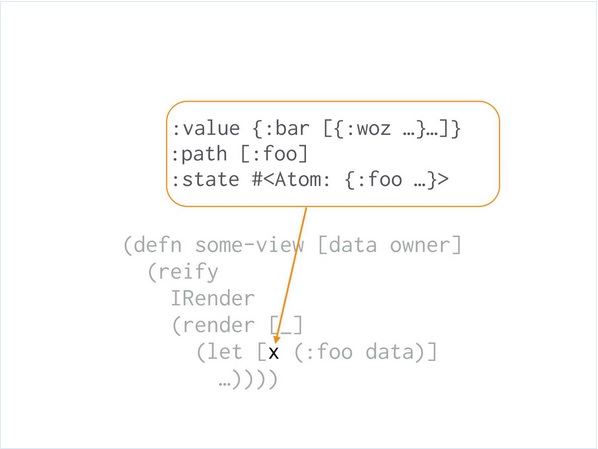 :value {:bar [{:woz …}…]}
:path [:foo]
:state #<Atom: {:foo …}>
(defn some-view [data owner]
(reify
IRender
(render [_]
(let [x (:foo data)]
…))))